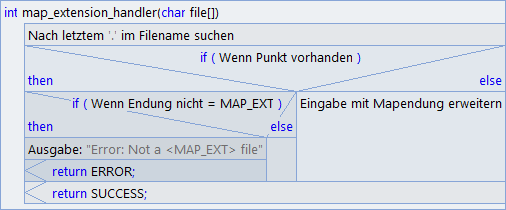 int map_extension_handler(char file[])
Nach letztem '.' im Filename suchen
if ( Wenn Punkt vorhanden )
then else
if ( Wenn Endung nicht = MAP_EXT ) Eingabe mit Mapendung erweitern
then else
Ausgabe: "Error: Not a <MAP_EXT> file"
return ERROR;
return SUCCESS;